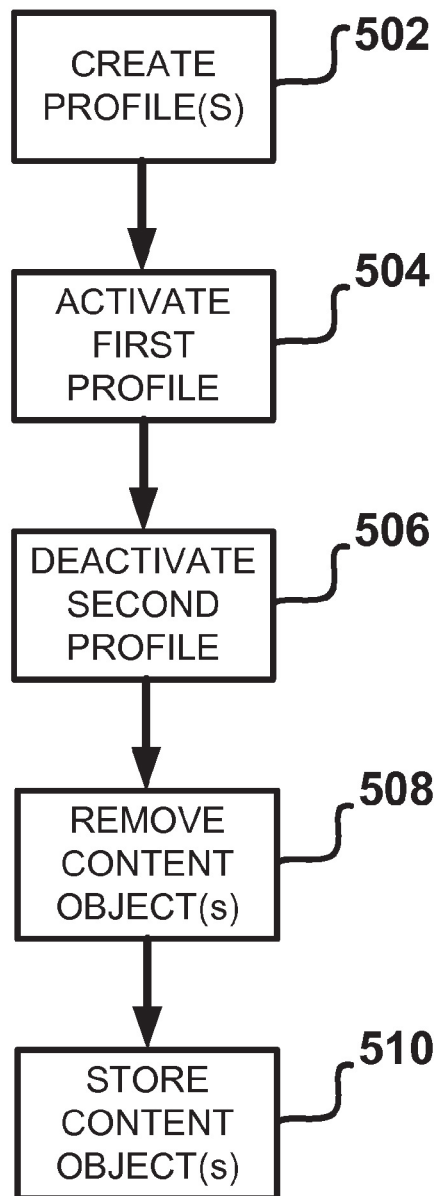 CREATE
PROFILE(S)
502
ACTIVATE
FIRST
PROFILE
504
DEACTIVATE
SECOND
PROFILE
506
REMOVE
CONTENT
OBJECT(s)
508
STORE
CONTENT
OBJECT(s)
510